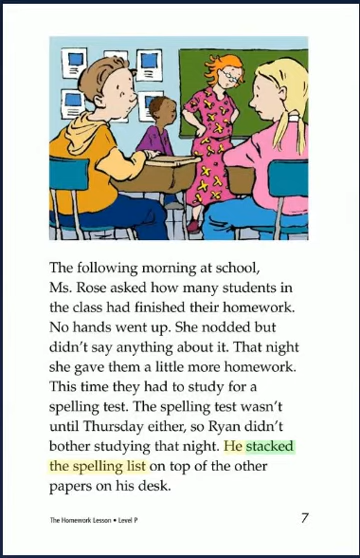 The following morning at school,
Ms. Rose asked how many students in
the class had finished their homework.
No hands went up. She nodded but
didn't say anything about it. That night
she gave them a little more homework.
This time they had to study for a
spelling test. The spelling test wasn't
until Thursday either, so Ryan didn't
bother studying that night. He stacked
the spelling list on top of the other
papers on his desk.
The Homework Lesson • Level P
7